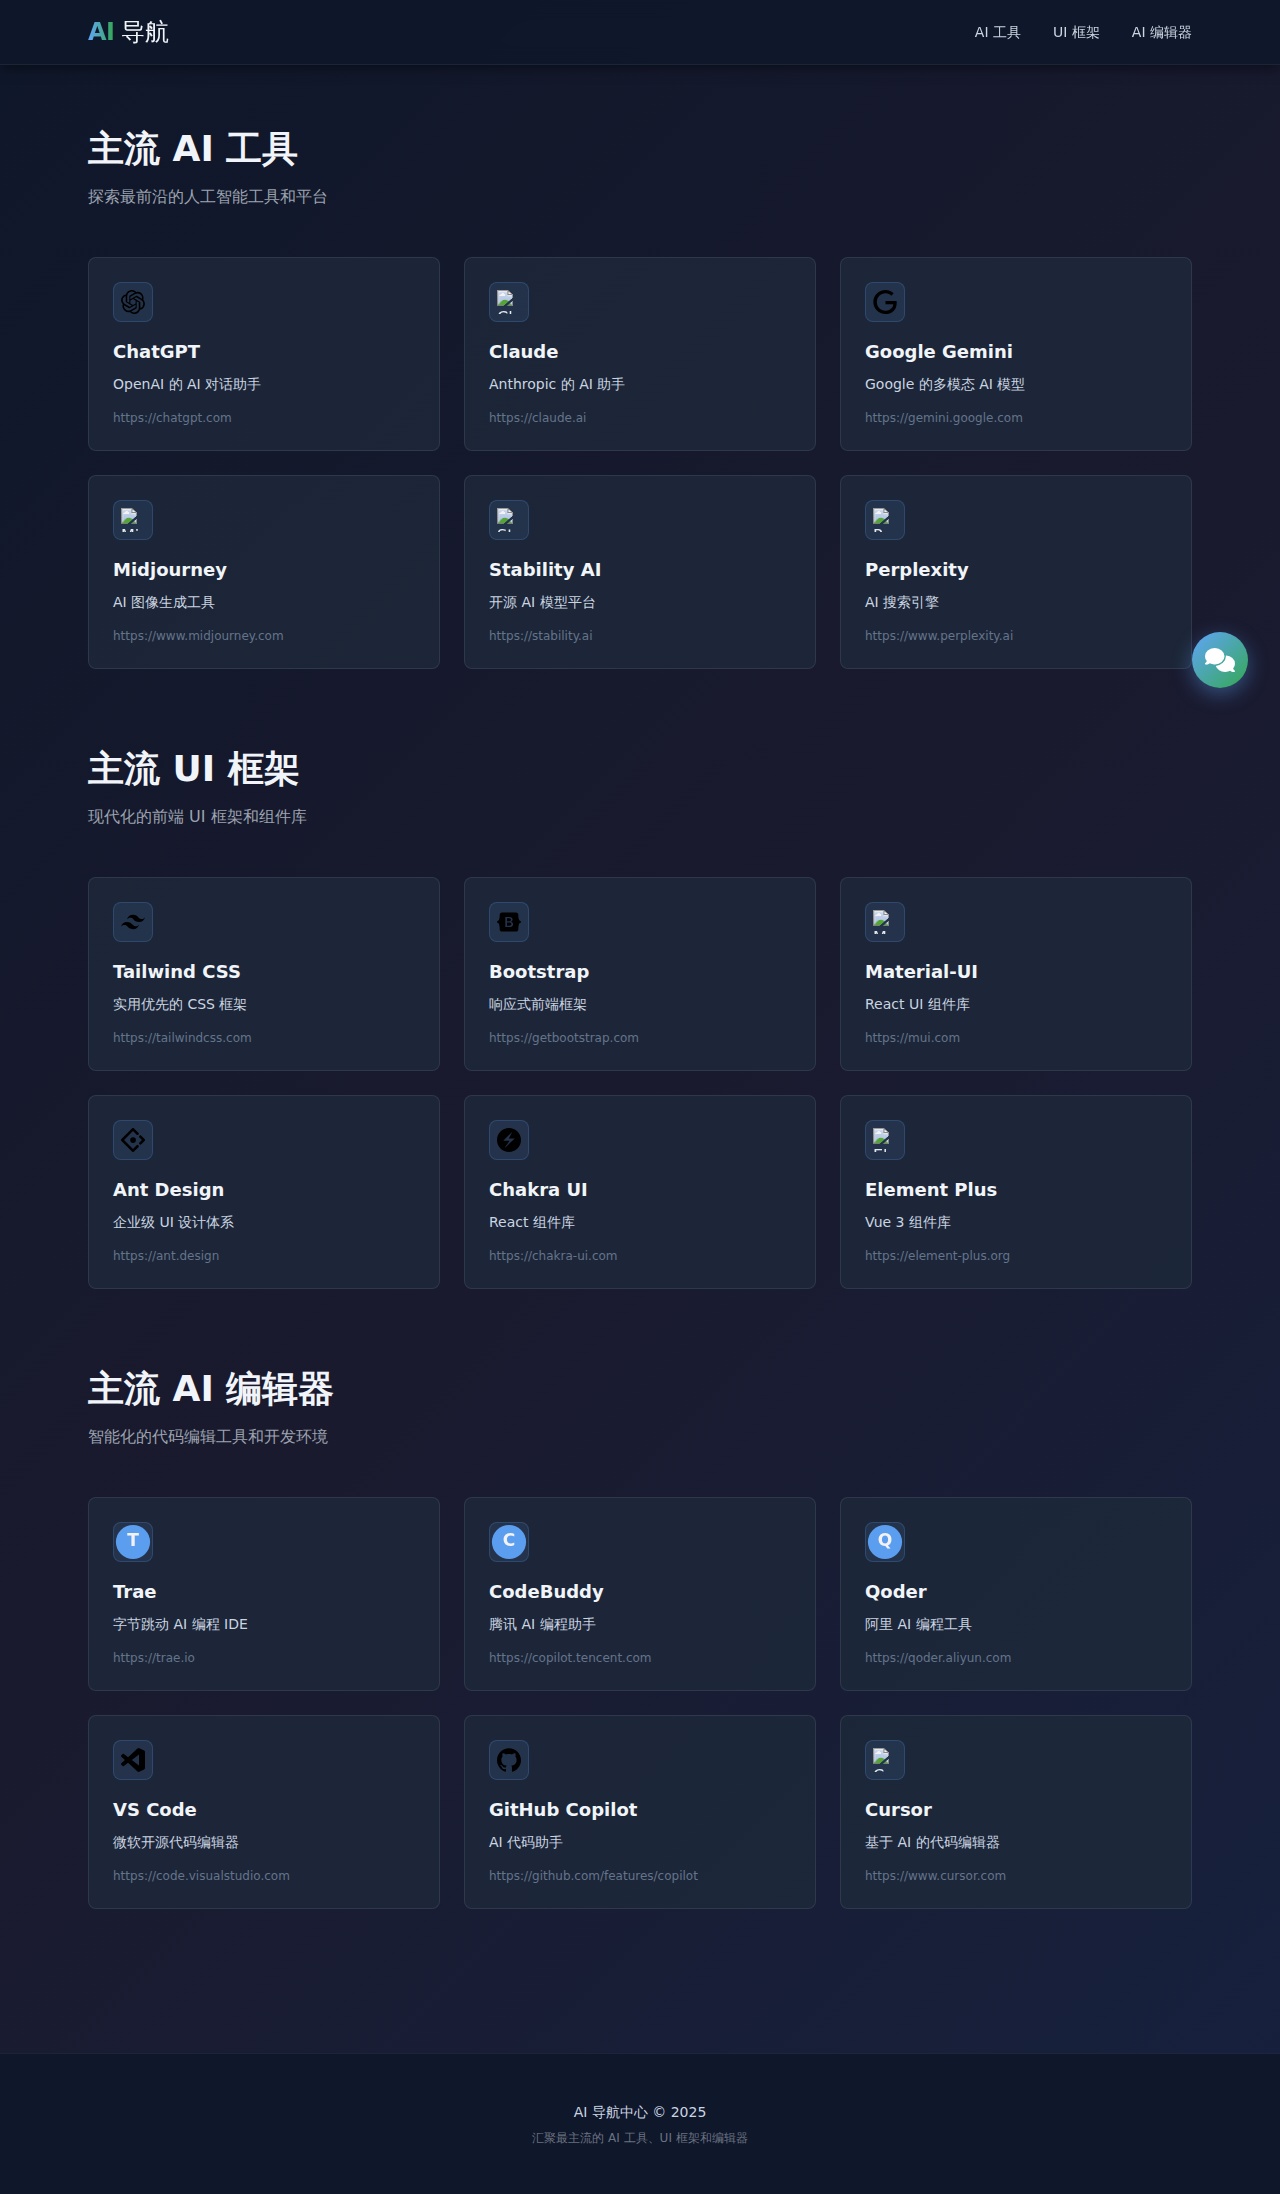 AI 导航
AI 工具
UI 框架
AI 编辑器
主流 AI 工具
探索最前沿的人工智能工具和平台
ChatGPT
OpenAI 的 AI 对话助手
https://chatgpt.com
Claude
Anthropic 的 AI 助手
https://claude.ai
Google Gemini
Google 的多模态 AI 模型
https://gemini.google.com
Midjourney
AI 图像生成工具
https://www.midjourney.com
Stability AI
开源 AI 模型平台
https://stability.ai
Perplexity
AI 搜索引擎
https://www.perplexity.ai
主流 UI 框架
现代化的前端 UI 框架和组件库
Tailwind CSS
实用优先的 CSS 框架
https://tailwindcss.com
B
Bootstrap
响应式前端框架
https://getbootstrap.com
Material-UI
React UI 组件库
https://mui.com
Ant Design
企业级 UI 设计体系
https://ant.design
Chakra UI
React 组件库
https://chakra-ui.com
Element Plus
Vue 3 组件库
https://element-plus.org
主流 AI 编辑器
智能化的代码编辑工具和开发环境
T
Trae
字节跳动 AI 编程 IDE
https://trae.io
C
CodeBuddy
腾讯 AI 编程助手
https://copilot.tencent.com
Q
Qoder
阿里 AI 编程工具
https://qoder.aliyun.com
VS Code
微软开源代码编辑器
https://code.visualstudio.com
GitHub Copilot
AI 代码助手
https://github.com/features/copilot
Cursor
基于 AI 的代码编辑器
https://www.cursor.com
AI 导航中心 © 2025
汇聚最主流的 AI 工具、UI 框架和编辑器